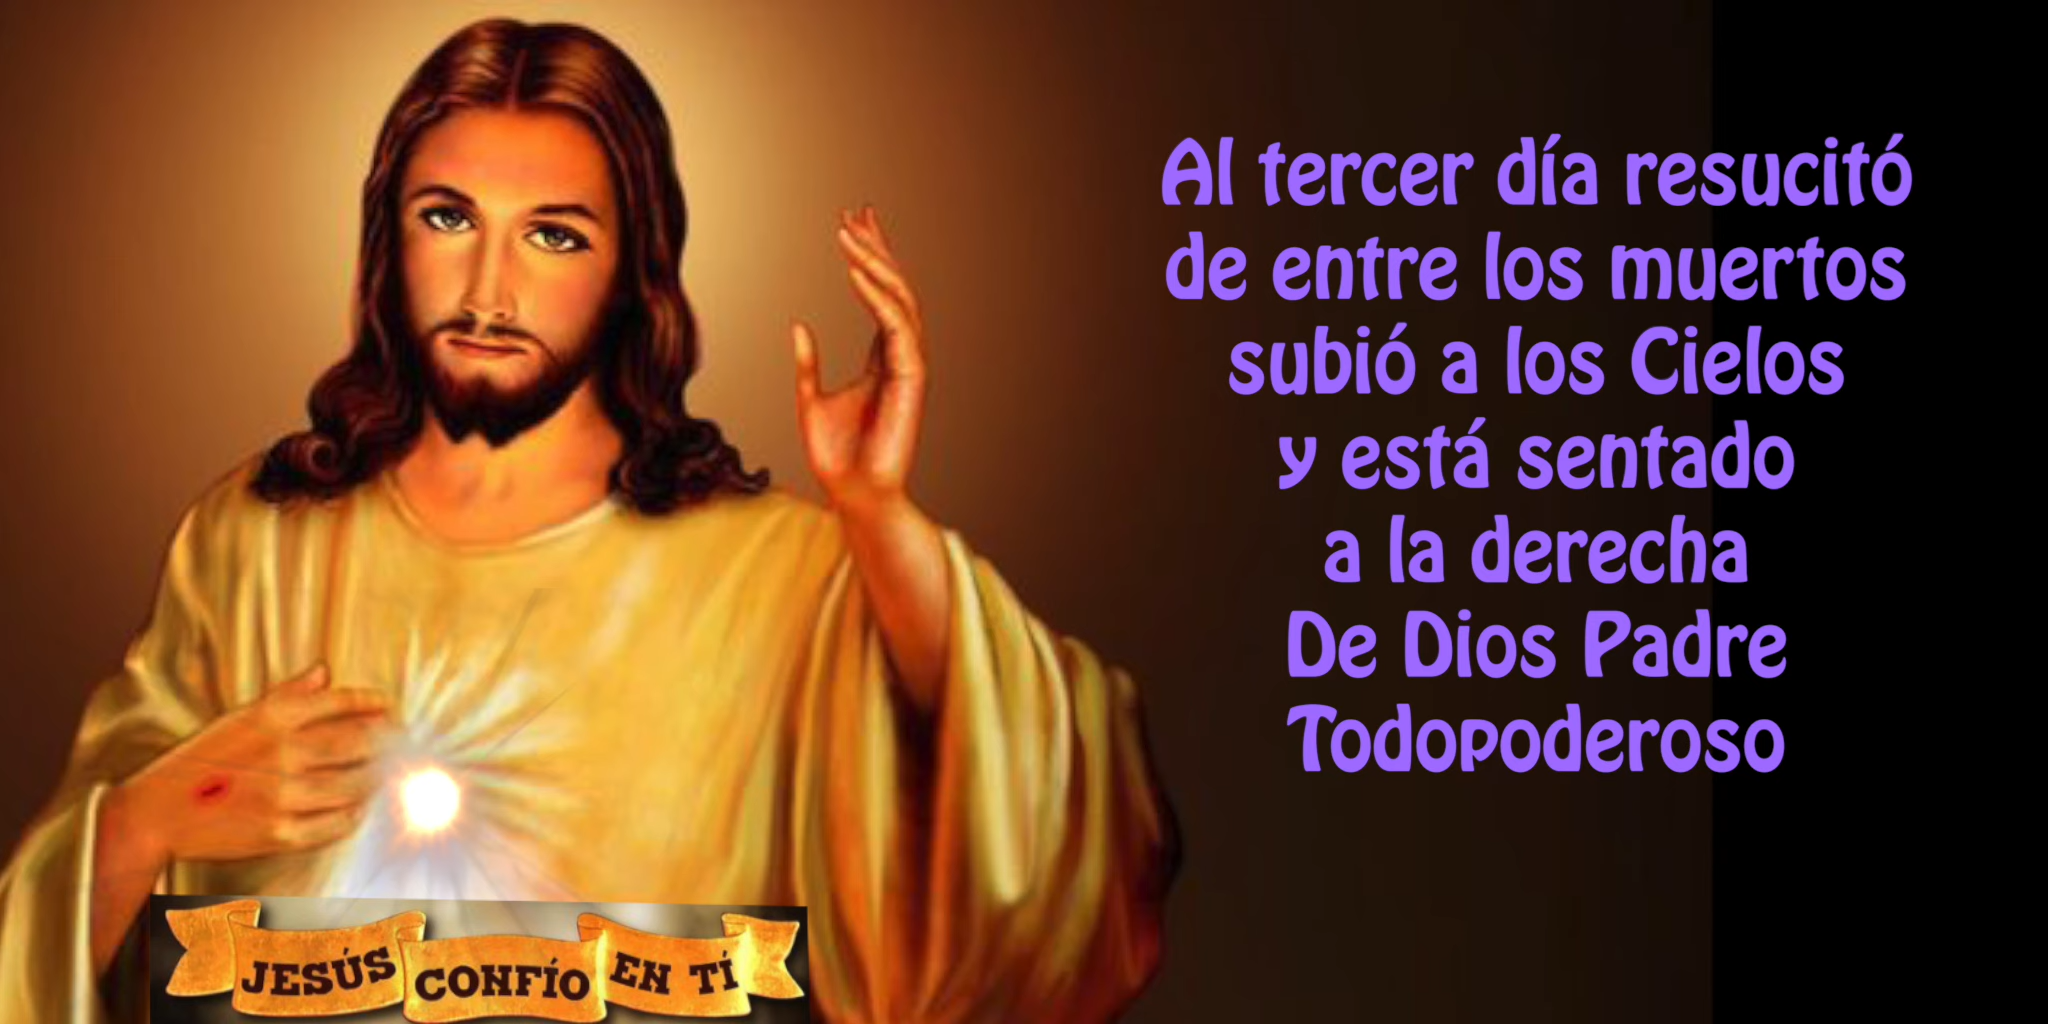 Al tercer día resucitó
de entre los muertos
subió a los Cielos
y está sentado
a la derecha
De Dios Padre
Todopoderoso
JESÚS CONFÍO EN TÍ